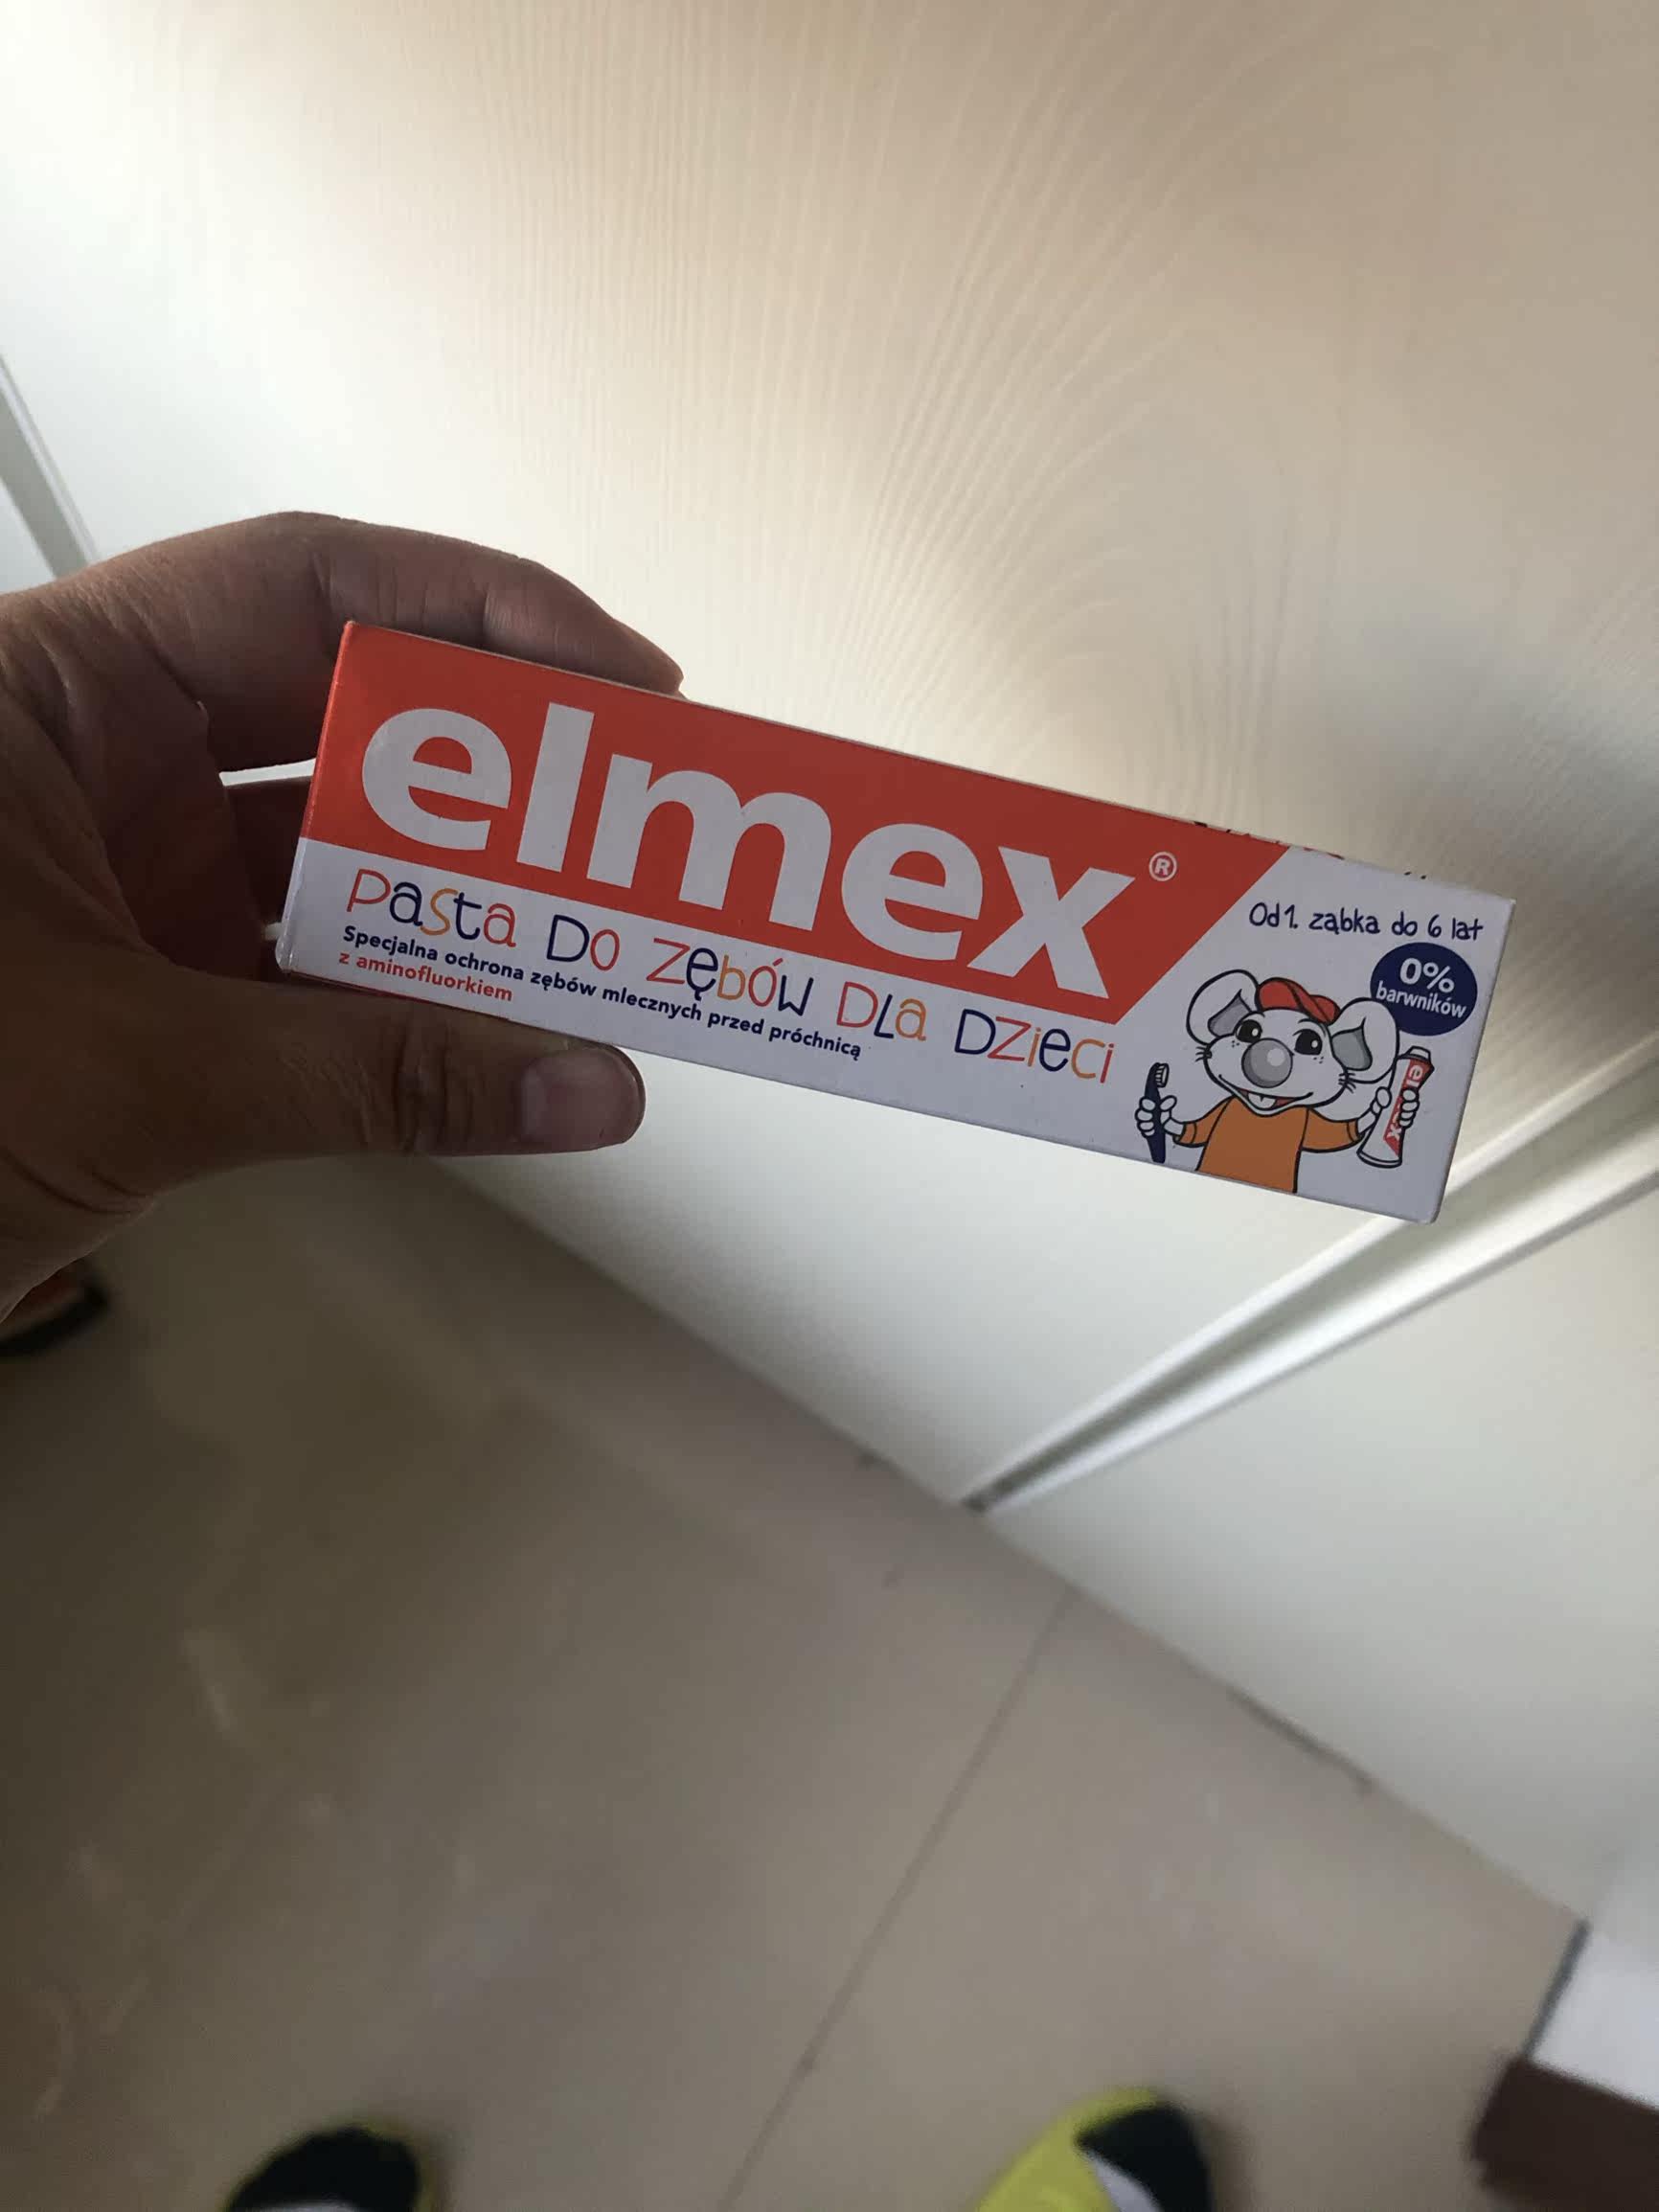 elmex®
Pasta Do Zębów DLa DZieci
Specjalna ochrona zębów mlecznych przed próchnicą
z aminofluorkiem
Od 1. ząbka do 6 lat
0%
barwników
elmex